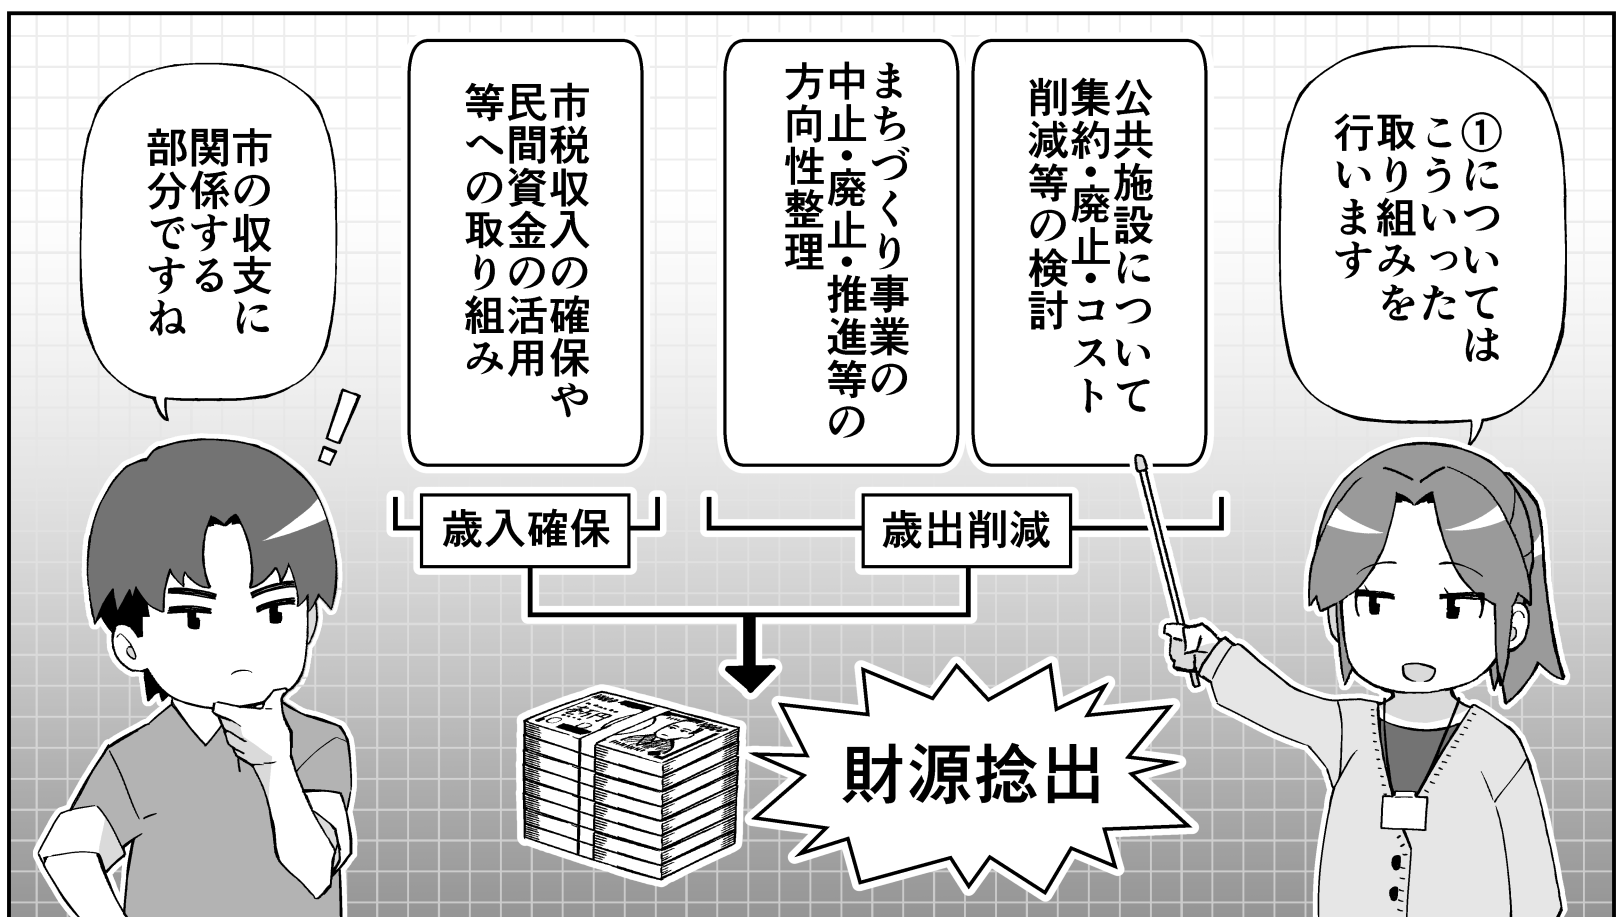 ①については
こういった
取り組みを
行います
公共施設について
集約・廃止・コスト
削減等の検討
まちづくり事業の
中止・廃止・推進等の
方向性整理
歳出削減
市税収入の確保や
民間資金の活用
等への取り組み
歳入確保
財源捻出
市の収支に
関係する
部分ですね
!